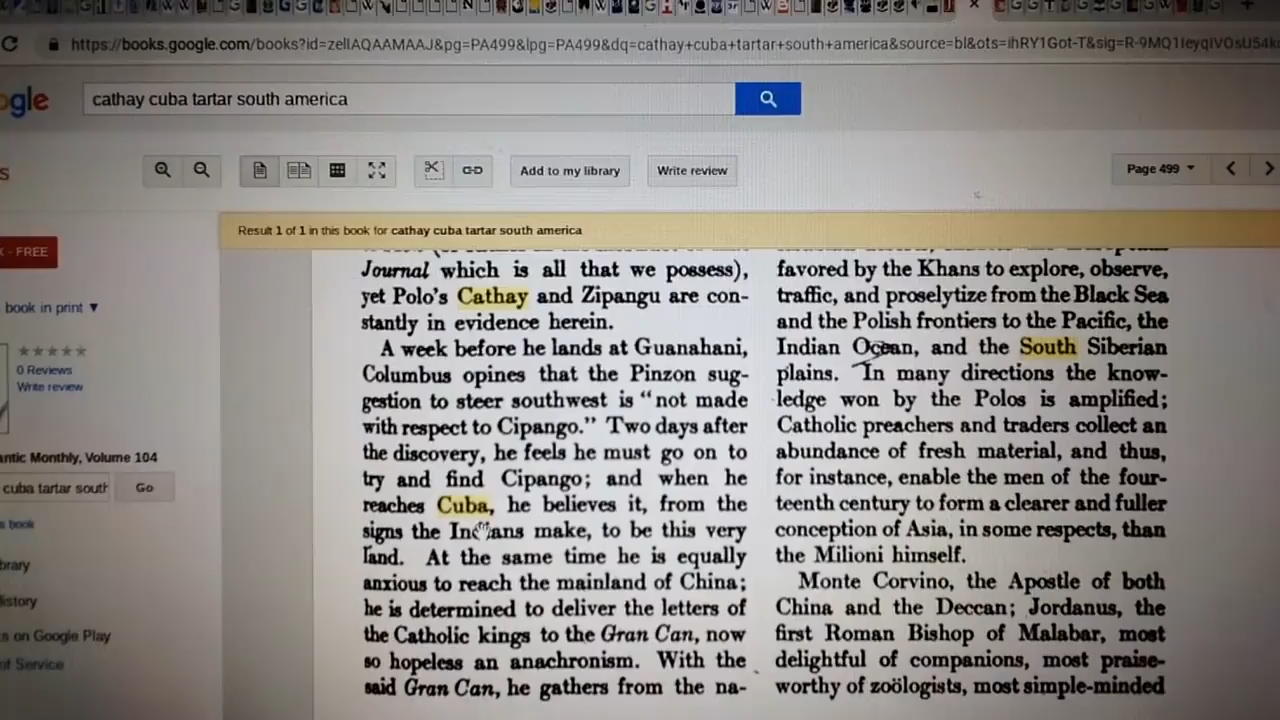 https://books.google.com/books?id=zellAQAAMAAJ&pg=PA499&lpg=PA499&dq=cathay+cuba+tartar+south+america&source=bl&ots=ihRY1Got-T&sig=R-9MQ1IeyqIVOsU54k
ogle
cathay cuba tartar south america
s
Add to my library
Write review
Page 499
Result 1 of 1 in this book for cathay cuba tartar south america
K - FREE
book in print ▼
0 Reviews
Write review
antic Monthly, Volume 104
cuba tartar south
Go
s book
brary
istory
s on Google Play
of Service
Journal which is all that we possess),
yet Polo's Cathay and Zipangu are con-
stantly in evidence herein.
A week before he lands at Guanahani,
Columbus opines that the Pinzon sug-
gestion to steer southwest is "not made
with respect to Cipango." Two days after
the discovery, he feels he must go on to
try and find Cipango; and when he
reaches Cuba, he believes it, from the
signs the Indians make, to be this very
land. At the same time he is equally
anxious to reach the mainland of China;
he is determined to deliver the letters of
the Catholic kings to the Gran Can, now
so hopeless an anachronism. With the
said Gran Can, he gathers from the na-
favored by the Khans to explore, observe,
traffic, and proselytize from the Black Sea
and the Polish frontiers to the Pacific, the
Indian Ocean, and the South Siberian
plains. In many directions the know-
ledge won by the Polos is amplified;
Catholic preachers and traders collect an
abundance of fresh material, and thus,
for instance, enable the men of the four-
teenth century to form a clearer and fuller
conception of Asia, in some respects, than
the Milioni himself.
Monte Corvino, the Apostle of both
China and the Deccan; Jordanus, the
first Roman Bishop of Malabar, most
delightful of companions, most praise-
worthy of zoölogists, most simple-minded